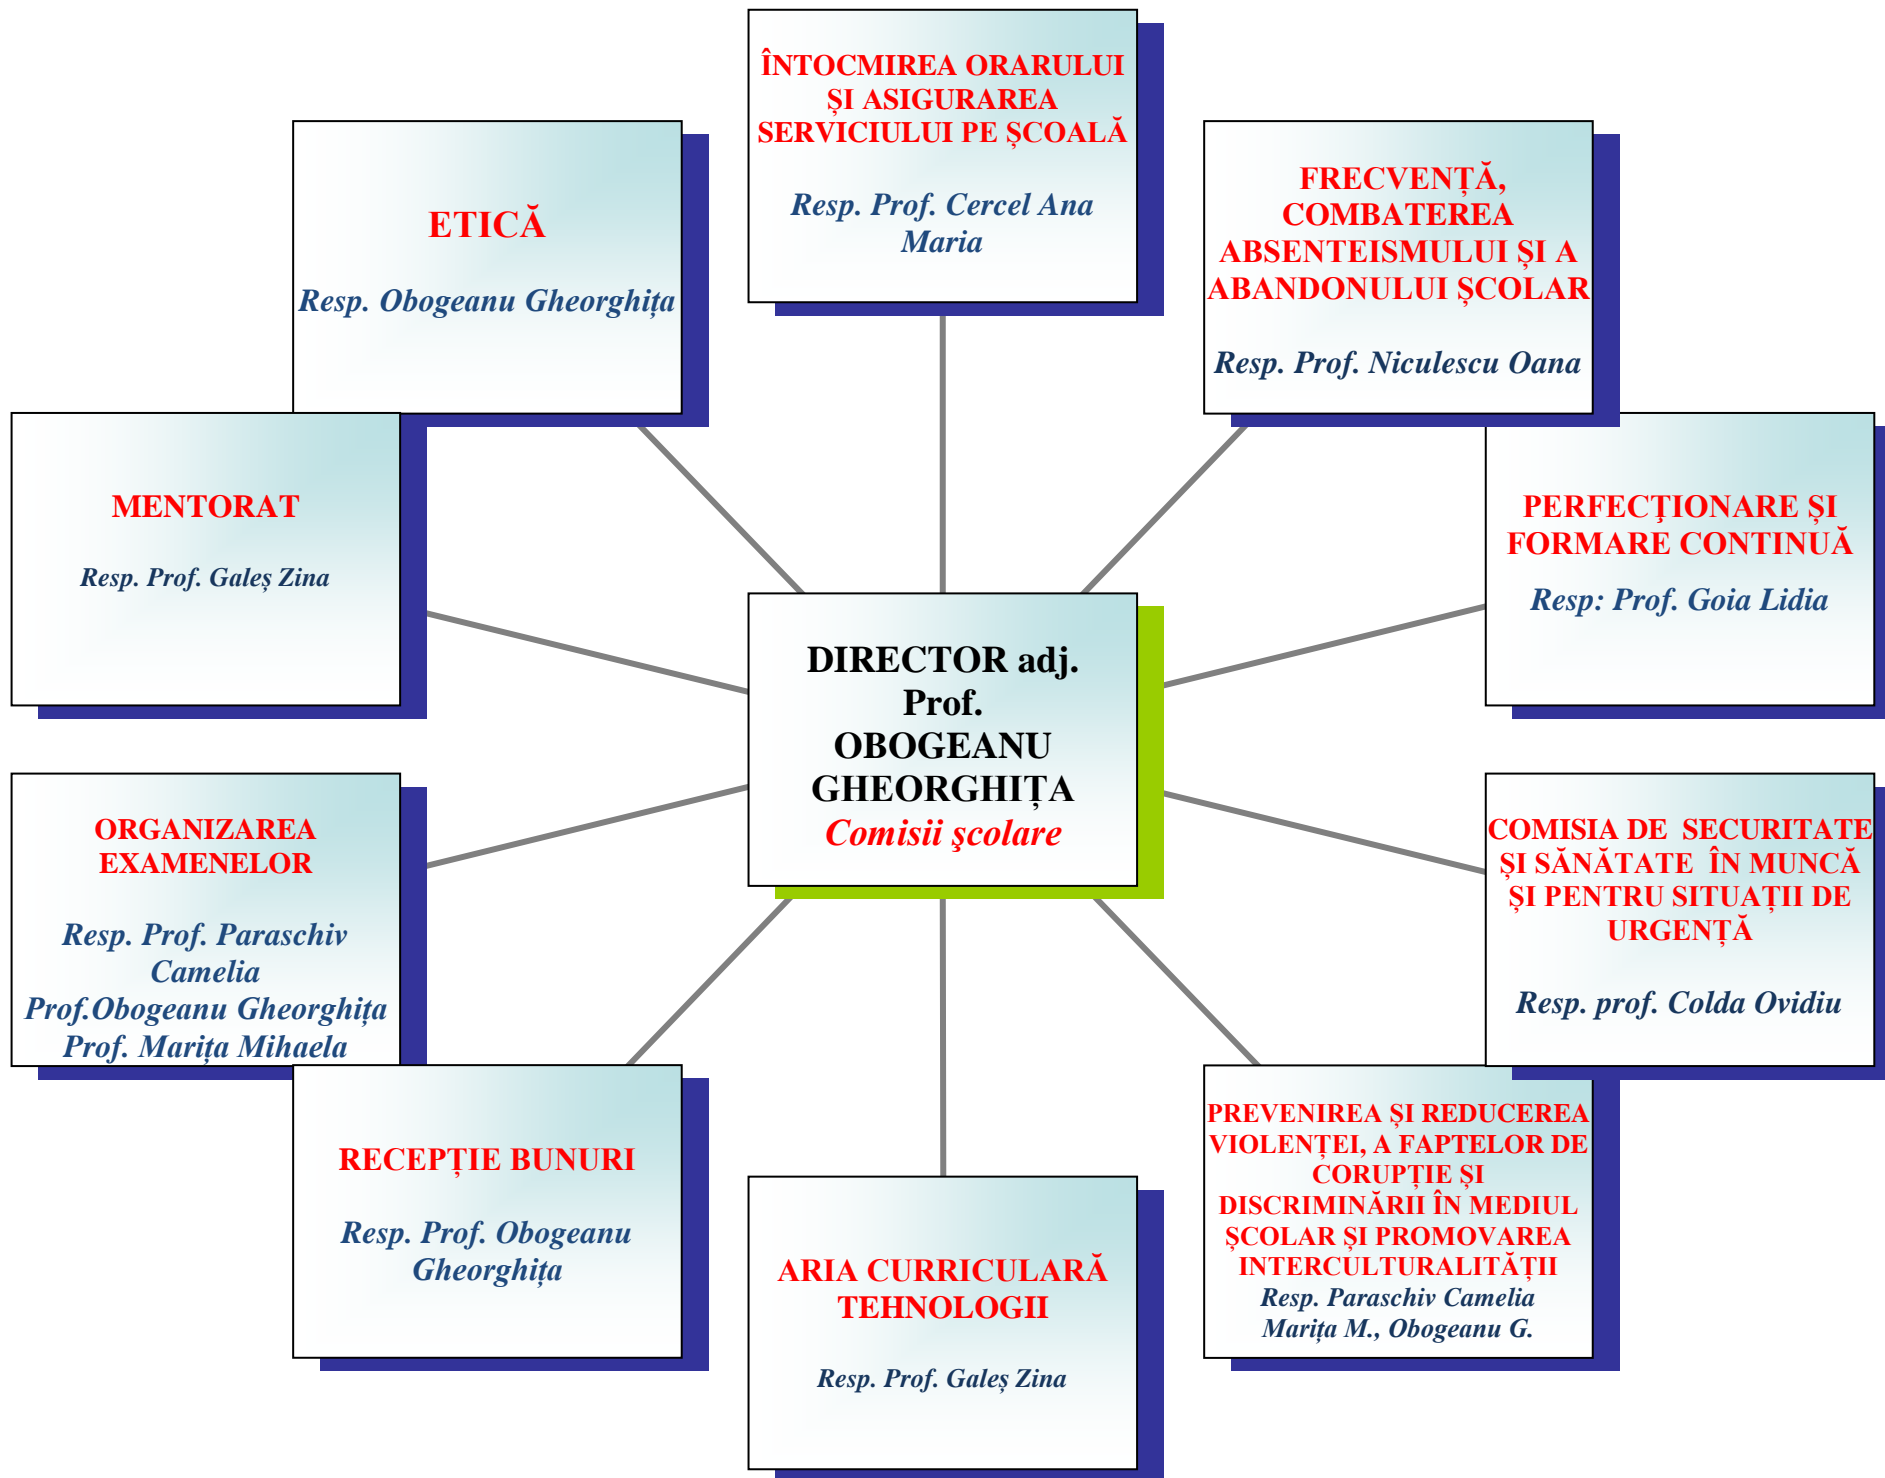 ÎNTOCMIREA ORARULUI
ȘI ASIGURAREA
SERVICIULUI PE ȘCOALĂ
Resp. Prof. Cercel Ana
Maria
FRECVENȚĂ,
COMBATEREA
ABSENTEISMULUI ȘI A
ABANDONULUI ȘCOLAR
Resp. Prof. Niculescu Oana
PERFECŢIONARE ȘI
FORMARE CONTINUĂ
Resp: Prof. Goia Lidia
COMISIA DE SECURITATE
ȘI SĂNĂTATE ÎN MUNCĂ
ȘI PENTRU SITUAȚII DE
URGENȚĂ
Resp. prof. Colda Ovidiu
PREVENIREA ȘI REDUCEREA
VIOLENȚEI, A FAPTELOR DE
CORUPȚIE ȘI
DISCRIMINĂRII ÎN MEDIUL
ȘCOLAR ȘI PROMOVAREA
INTERCULTURALITĂȚII
Resp. Paraschiv Camelia
Marița M., Obogeanu G.
ARIA CURRICULARĂ
TEHNOLOGII
Resp. Prof. Galeș Zina
RECEPȚIE BUNURI
Resp. Prof. Obogeanu
Gheorghița
ORGANIZAREA
EXAMENELOR
Resp. Prof. Paraschiv
Camelia
Prof.Obogeanu Gheorghița
Prof. Marița Mihaela
MENTORAT
Resp. Prof. Galeș Zina
ETICĂ
Resp. Obogeanu Gheorghița
DIRECTOR adj.
Prof.
OBOGEANU
GHEORGHIȚA
Comisii şcolare